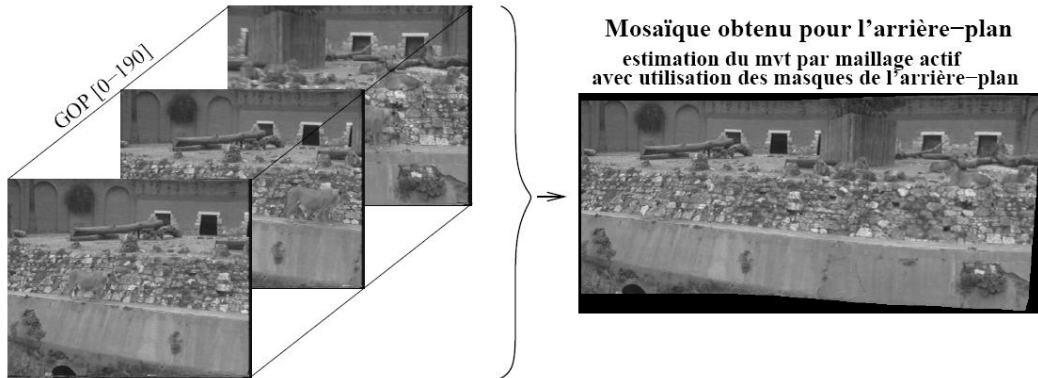 GOP [0−190]
Mosaïque obtenu pour l'arrière−plan
estimation du mvt par maillage actif
avec utilisation des masques de l'arrière−plan